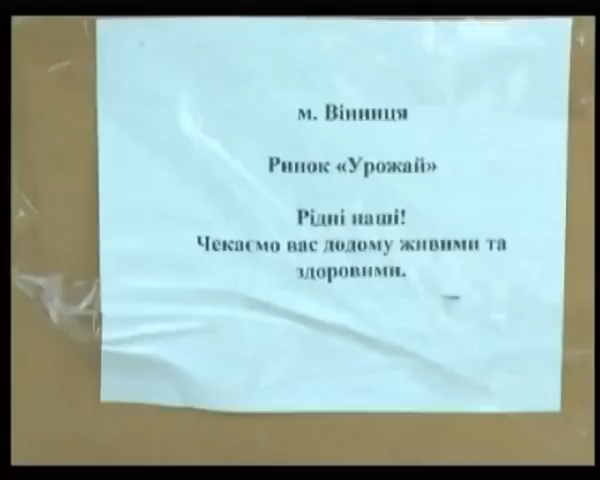 м. Вінниця
Ринок «Урожай»
Рідні наші!
Чекаємо вас додому живими та
здоровими.